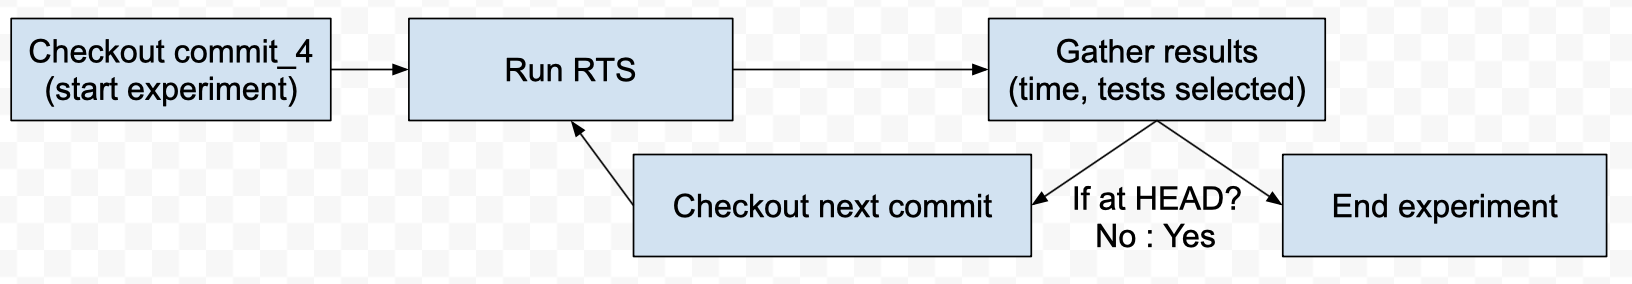 Checkout commit_4
(start experiment)
Run RTS
Gather results
(time, tests selected)
Checkout next commit
If at HEAD?
No : Yes
End experiment